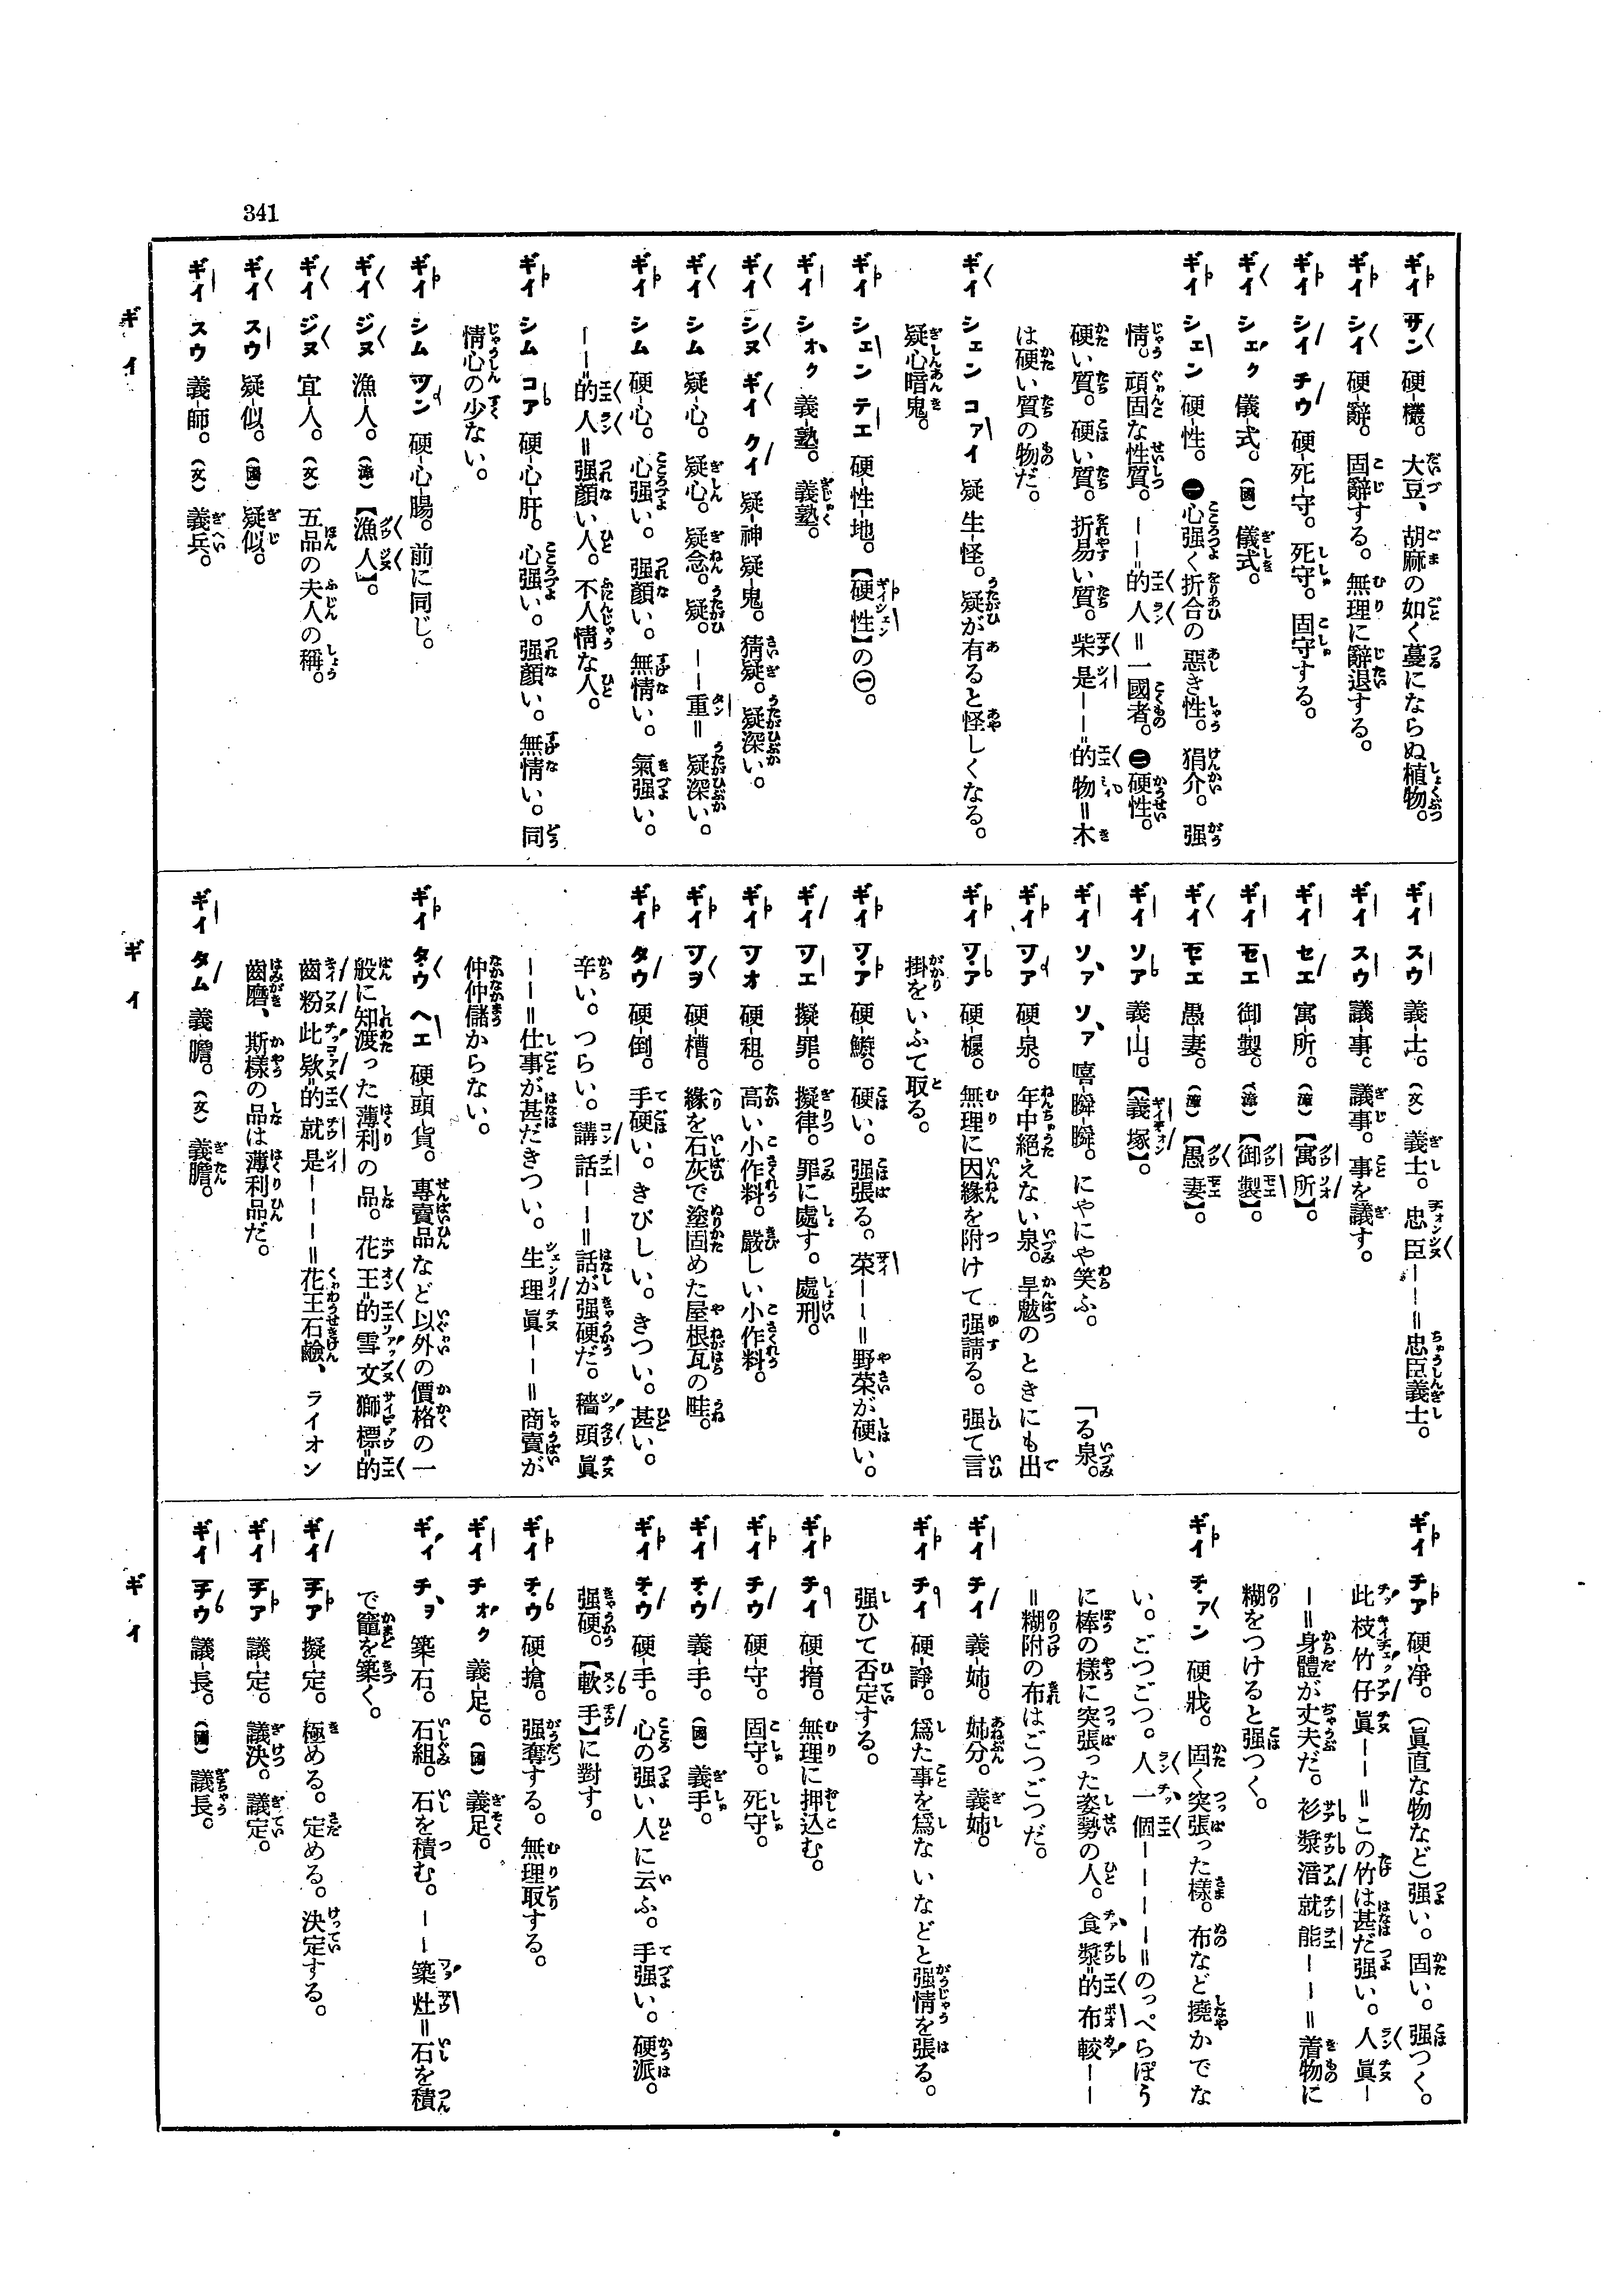 341
ギイ サン 硬-欉。大豆、胡麻の如く蔓にならぬ植物。
ギイ シイ 硬-辭。固辭する。無理に辭退する。
ギイ シイ チウ 硬-死-守。死守。固守する。
ギイ シェク 儀-式。(國)儀式。
ギイ シェン 硬-性。㊀心强く折合の惡き性。狷介。强
情。頑固な性質。――＝的人＝一國者。㊁硬性。
硬い質。硬い質。折易い質。柴是――＝的物＝木
は硬い質の物だ。
ギイ シェン コァイ 疑-生-怪。疑が有ると怪しくなる。
疑心暗鬼。
ギイ シェン テエ 硬-性-地。【硬性】の㊀。
ギイ シオク 義-塾。義塾。
ギイ シヌ ギイ クイ 疑-神疑-鬼。猜疑。疑深い。
ギイ シム 疑-心。疑心。疑念。疑。――重＝疑深い。
ギイ シム 硬-心。心强い。强顏い。無情い。氣强い。
――＝的人＝强顏い人。不人情な人。
ギイ シム コア 硬-心-肝。心强い。强顏い。無情い。同
情心の少ない。
ギイ シム ツン 硬-心-腸。前に同じ。
ギイ ジヌ 漁-人。(漳)【漁人】。
ギイ ジヌ 宜-人。(文)五品の夫人の稱。
ギイ スウ 疑-似。(國)疑似。
ギイ スウ 義-師。(文)義兵。
ギイ
ギイ スウ 義-士。(文)義士。忠臣――＝忠臣義士。
ギイ スウ 議-事。議事。事を議す。
ギイ セエ 寓-所。(漳)【寓所】。
ギイ セエ 御-製。(漳)【御製】。
ギイ セエ 愚-妻。(漳)【愚妻】。
ギイ ソア 義-山。【義塚】。
ギイ ソァ ソァ 嘻-瞬-瞬。にやにや笑ふ。 「る泉。
ギイ ツア 硬-泉。年中絕えない泉。旱魃のときにも出
ギイ ツア 硬-。無理に因緣を附けて强請る。强て言
掛をいふて取る。
ギイ ツア 硬-。硬い。强張る。菜――＝野菜が硬い。
ギイ ツエ 擬-罪。擬律。罪に處す。處刑。
ギイ ツオ 硬-租。高い小作料。嚴しい小作料。
ギイ ツヲ 硬-槽。緣を石灰で塗固めた屋根瓦の畦。
ギイ タウ 硬-倒。手硬い。きびしい。きつい。甚い。
辛い。つらい。講話――＝話が强硬だ。穡頭眞
――＝仕事が甚だきつい。生理眞――＝商賣が
仲仲儲からない。
ギイ タウ ヘエ 硬-頭-貨。專賣品など以外の價格の一
般に知渡った薄利の品。花王＝的雪文獅標＝的
齒粉此欵＝的就是―――＝花王石鹼、ライオン
齒磨、斯樣の品は薄利品だ。
ギイ タム 義-膽。(文)義膽。
ギイ
ギイ チア 硬-凈。(眞直な物など)强い。固い。强つく。
此枝竹仔眞――＝この竹は甚だ强い。人眞―
―＝身體が丈夫だ。衫漿潽就能――＝着物に
糊をつけると强つく。
ギイ チァン 硬-戕。固く突張った樣。布など撓かでな
い。ごつごつ。人一個――――＝のっぺらぽう
に棒の樣に突張った姿勢の人。食漿＝的布較――
＝糊附の布はごつごつだ。
ギイ チイ 義-姉。姉分。義姉。
ギイ チイ 硬-諍。爲た事を爲ないなどと强情を張る。
强ひて否定する。
ギイ チイ 硬-搢。無理に押込む。
ギイ チウ 硬-守。固守。死守。
ギイ チウ 義-手。(國)義手。
ギイ チウ 硬-手。心の强い人に云ふ。手强い。硬派。
强硬。【軟手】に對す。
ギイ チウ 硬-搶。强奪する。無理取する。
ギイ チオク 義-足。(國)義足。
ギィ チヲ 築-石。石組。石を積む。――築灶＝石を積
で竈を築く。
ギイ チア 擬-定。極める。定める。決定する。
ギイ チア 議-定。議決。議定。
ギイ チウ 議-長。(國)議長。
ギイ